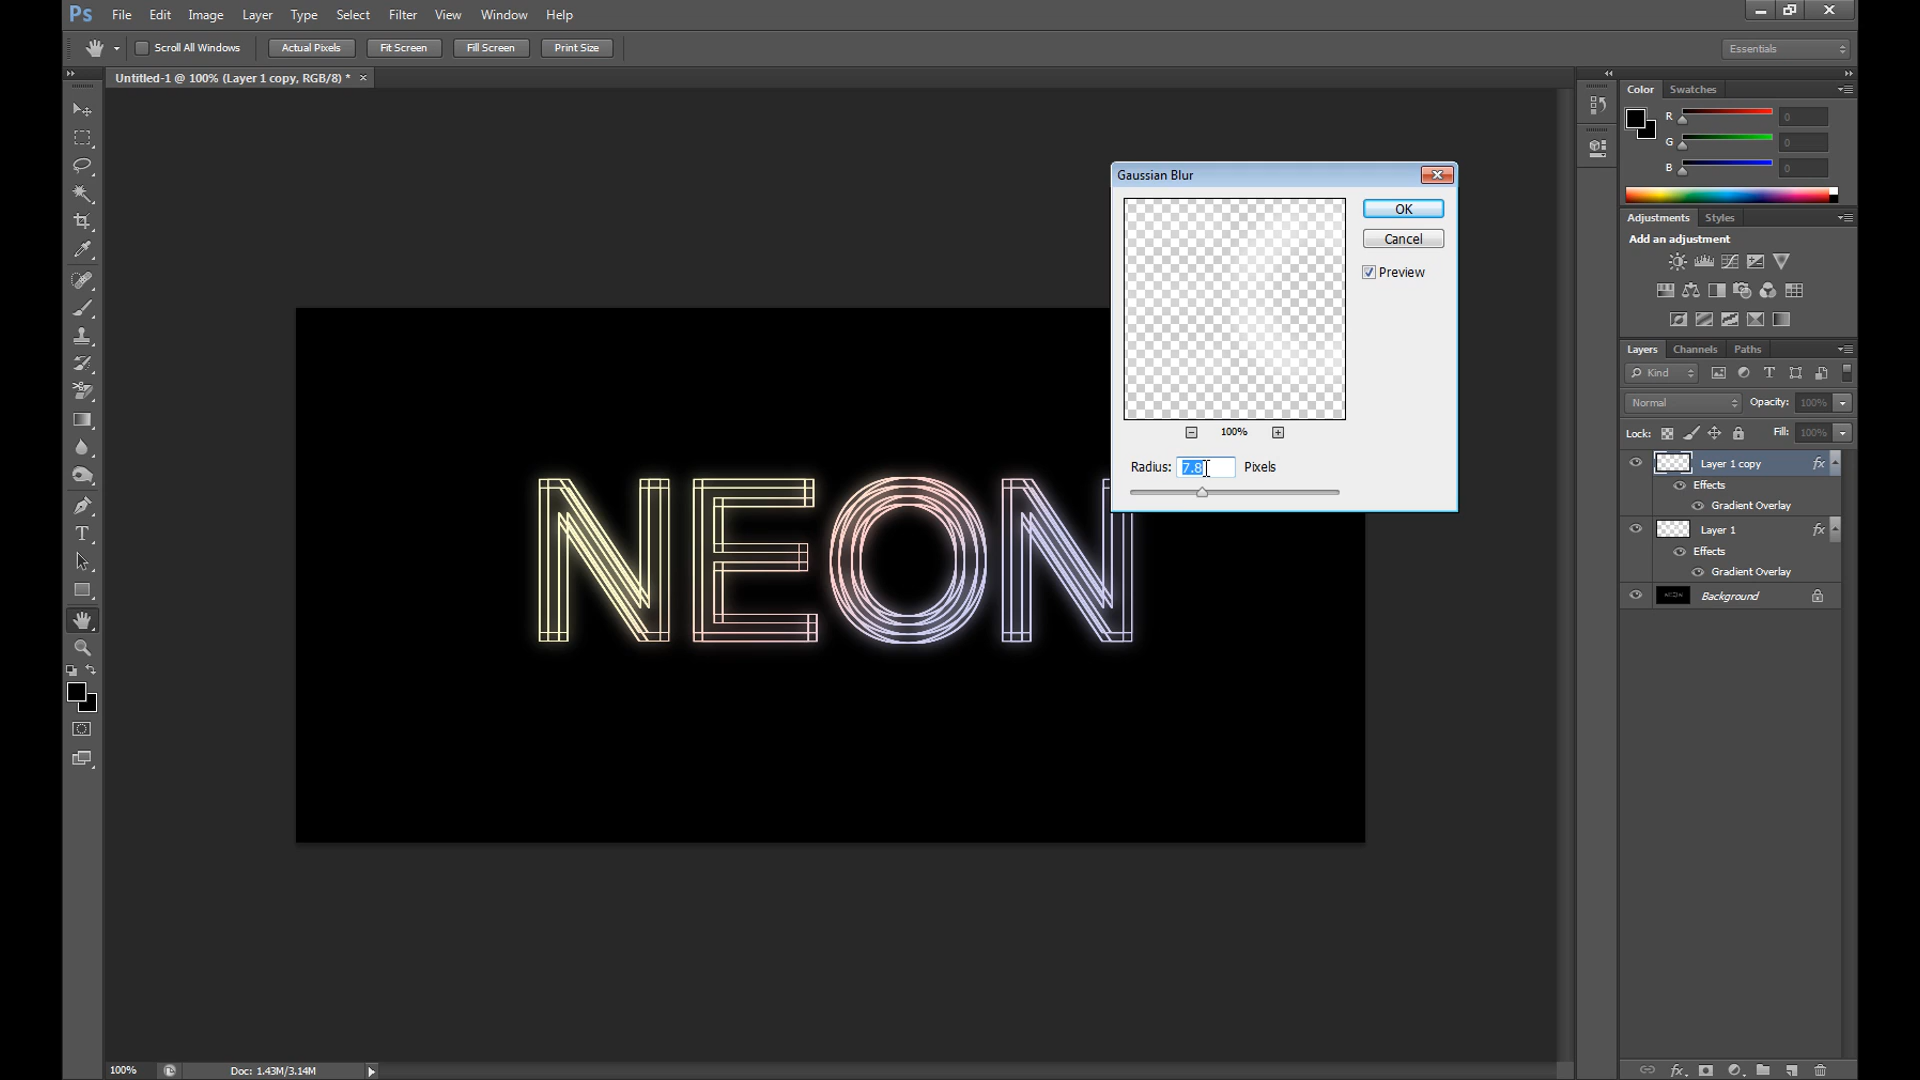 Ps File Edit Image Layer Type Select Filter View Window Help
Scroll All Windows Actual Pixels Fit Screen Fill Screen Print Size Essentials
Untitled-1 @ 100% (Layer 1 copy, RGB/8) *
Color Swatches
R 0
G 0
B 0
Gaussian Blur
OK
Cancel
Preview
100%
Radius: 7.8 Pixels
Adjustments Styles
Add an adjustment
Layers Channels Paths
Kind
Normal Opacity: 100%
Lock: Fill: 100%
Layer 1 copy fx
Effects
Gradient Overlay
Layer 1 fx
Effects
Gradient Overlay
Background
NEON
100% Doc: 1.43M/3.14M
fx